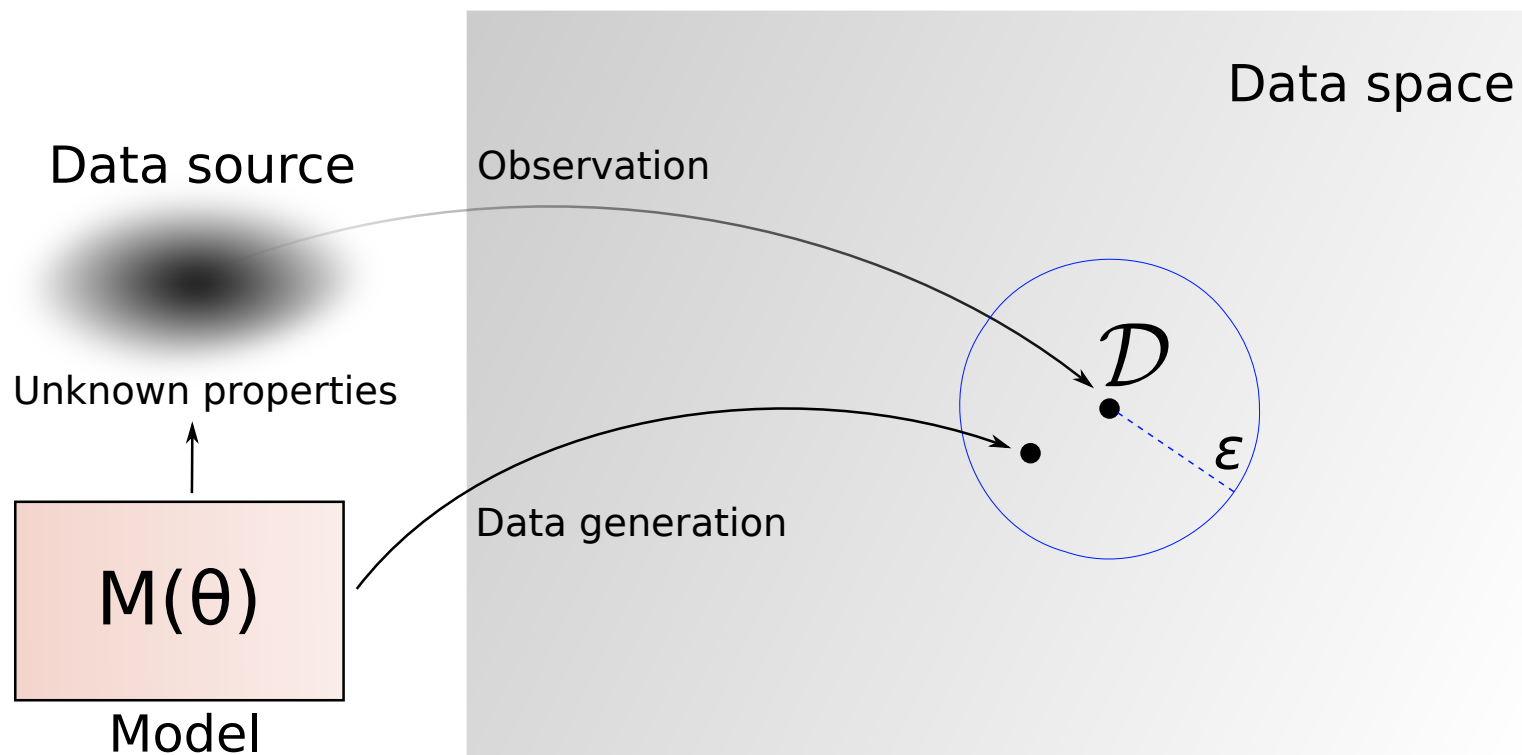 Data space
Data source
Observation
𝒟
Unknown properties
ε
Data generation
M(θ)
Model